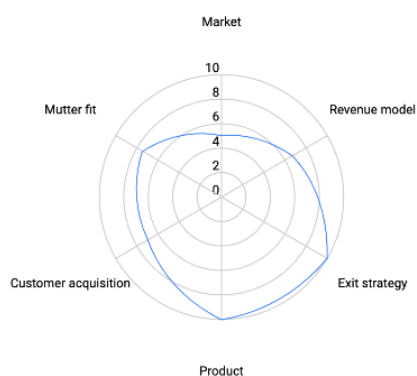 Market
10
8
6
4
2
0
Mutter fit
Revenue model
Customer acquisition
Exit strategy
Product